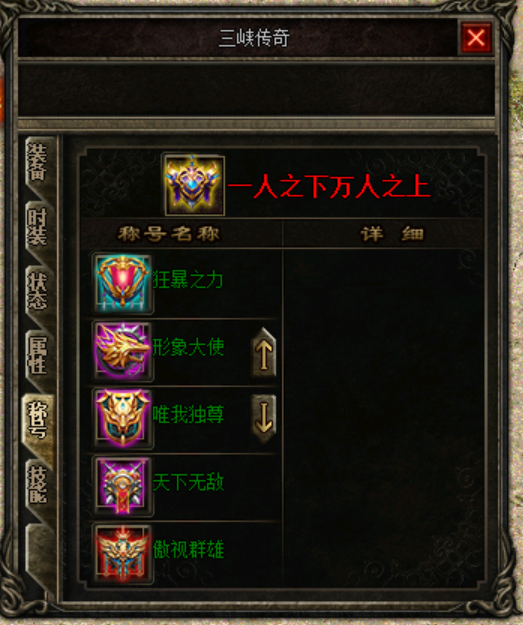 三峡传奇
装备
时装
状态
属性
称号
技能
一人之下万人之上
称号名称
详 细
狂暴之力
形象大使
唯我独尊
天下无敌
傲视群雄